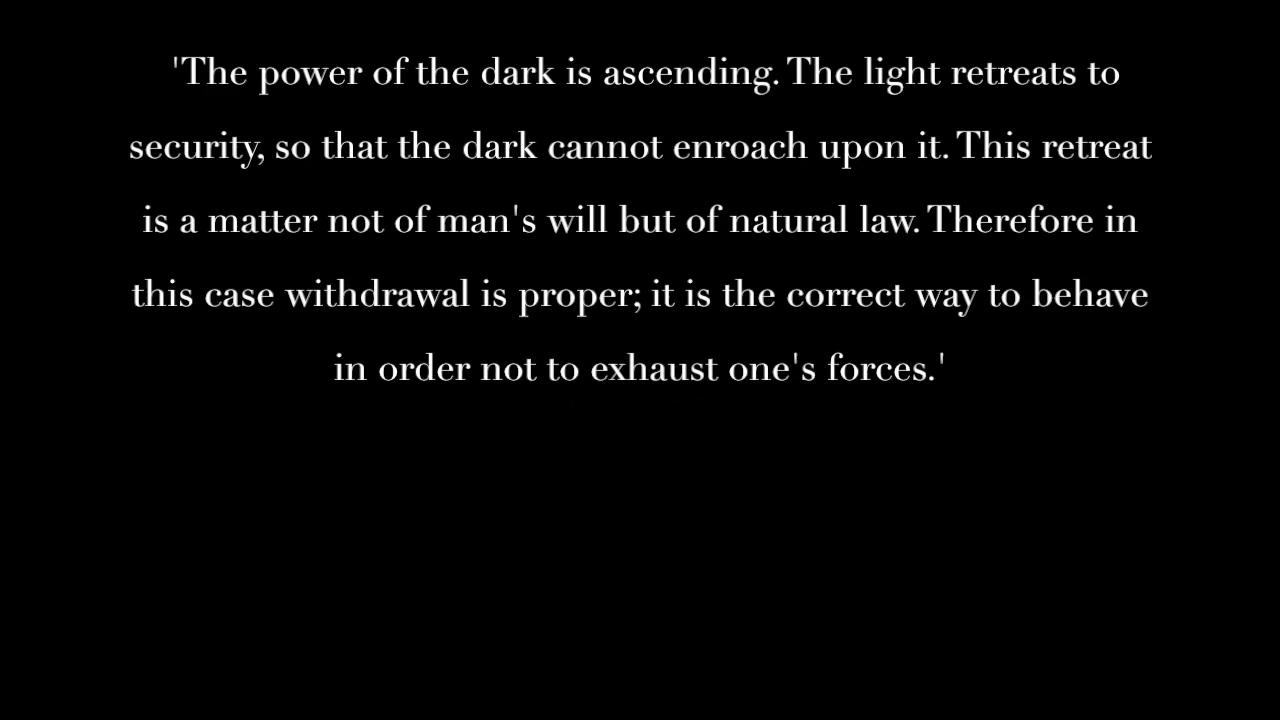 'The power of the dark is ascending. The light retreats to
security, so that the dark cannot enroach upon it. This retreat
is a matter not of man's will but of natural law. Therefore in
this case withdrawal is proper; it is the correct way to behave
in order not to exhaust one's forces.'